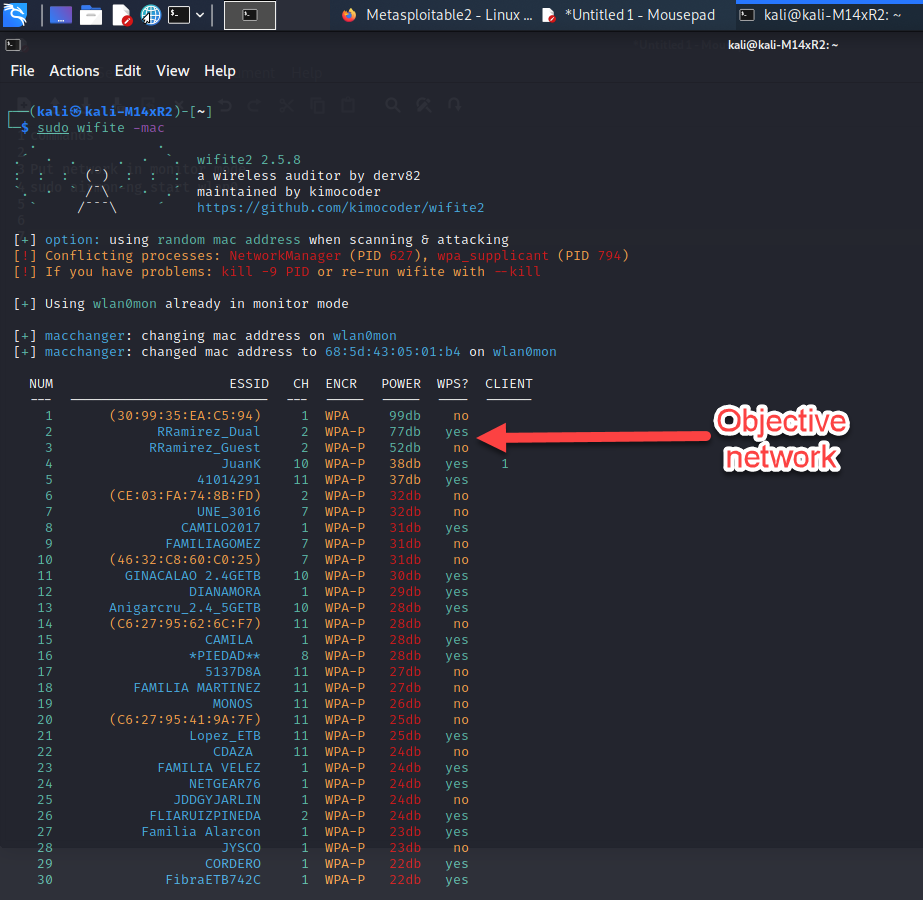 Metasploitable2 - Linux ... *Untitled1 - Mousepad kali@kali-M14xR2: ~
kali@kali-M14xR2: ~
File Actions Edit View Help
┌──(kali㉿kali-M14xR2)-[~]
└─$ sudo wifite -mac
wifite2 2.5.8
a wireless auditor by derv82
maintained by kimocoder
https://github.com/kimocoder/wifite2
[+] option: using random mac address when scanning & attacking
[!] Conflicting processes: NetworkManager (PID 627), wpa_supplicant (PID 794)
[!] If you have problems: kill -9 PID or re-run wifite with --kill
[+] Using wlan0mon already in monitor mode
[+] macchanger: changing mac address on wlan0mon
[+] macchanger: changed mac address to 68:5d:43:05:01:b4 on wlan0mon
NUM ESSID CH ENCR POWER WPS? CLIENT
1 (30:99:35:EA:C5:94) 1 WPA 99db no
2 RRamirez_Dual 2 WPA-P 77db yes
3 RRamirez_Guest 2 WPA-P 52db no
4 JuanK 10 WPA-P 38db yes 1
5 41014291 11 WPA-P 37db yes
6 (CE:03:FA:74:8B:FD) 2 WPA-P 32db no
7 UNE_3016 7 WPA-P 32db no
8 CAMILO2017 1 WPA-P 31db yes
9 FAMILIAGOMEZ 7 WPA-P 31db no
10 (46:32:C8:60:C0:25) 7 WPA-P 31db no
11 GINACALAO 2.4GETB 10 WPA-P 30db yes
12 DIANAMORA 1 WPA-P 29db yes
13 Anigarcru_2.4_5GETB 10 WPA-P 28db yes
14 (C6:27:95:62:6C:F7) 11 WPA-P 28db no
15 CAMILA 1 WPA-P 28db yes
16 *PIEDAD** 8 WPA-P 28db yes
17 5137D8A 11 WPA-P 27db no
18 FAMILIA MARTINEZ 11 WPA-P 27db no
19 MONOS 11 WPA-P 26db no
20 (C6:27:95:41:9A:7F) 11 WPA-P 25db no
21 Lopez_ETB 11 WPA-P 25db yes
22 CDAZA 11 WPA-P 24db no
23 FAMILIA VELEZ 1 WPA-P 24db yes
24 NETGEAR76 1 WPA-P 24db yes
25 JDDGYJARLIN 1 WPA-P 24db no
26 FLIARUIZPINEDA 2 WPA-P 24db yes
27 Familia Alarcon 1 WPA-P 23db yes
28 JYSCO 1 WPA-P 23db no
29 CORDERO 1 WPA-P 22db yes
30 FibraETB742C 1 WPA-P 22db yes
Objective
network